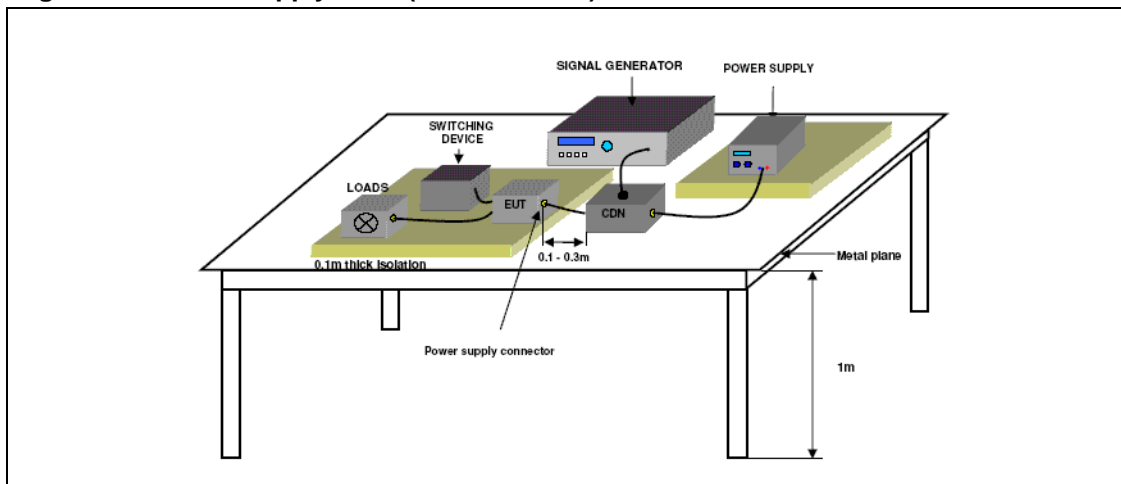 SIGNAL GENERATOR
POWER SUPPLY
SWITCHING
DEVICE
LOADS
EUT
CDN
0.1 - 0.3m
0.1m thick Isolation
Metal plane
Power supply connector
1m